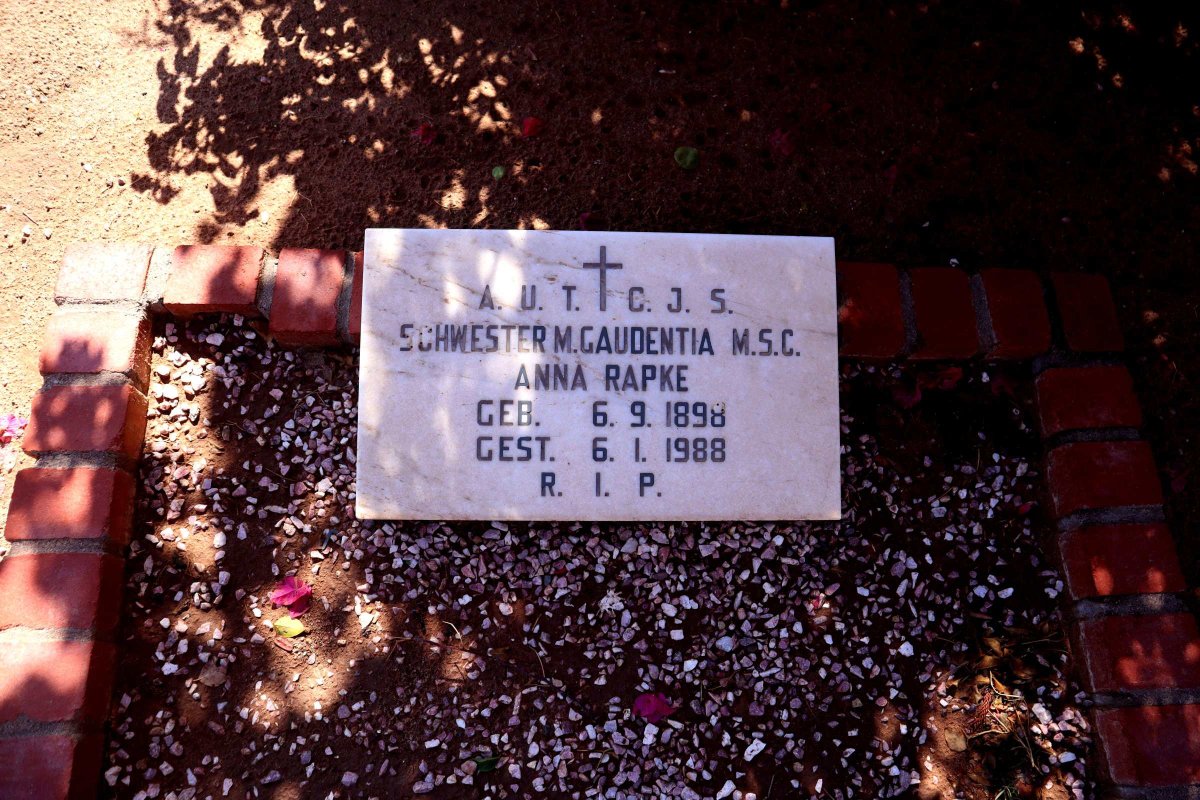 A. U. T. C. J. S.
SCHWESTER M. GAUDENTIA M.S.C.
ANNA RAPKE
GEB. 6. 9. 1898
GEST. 6. 1. 1988
R. I. P.